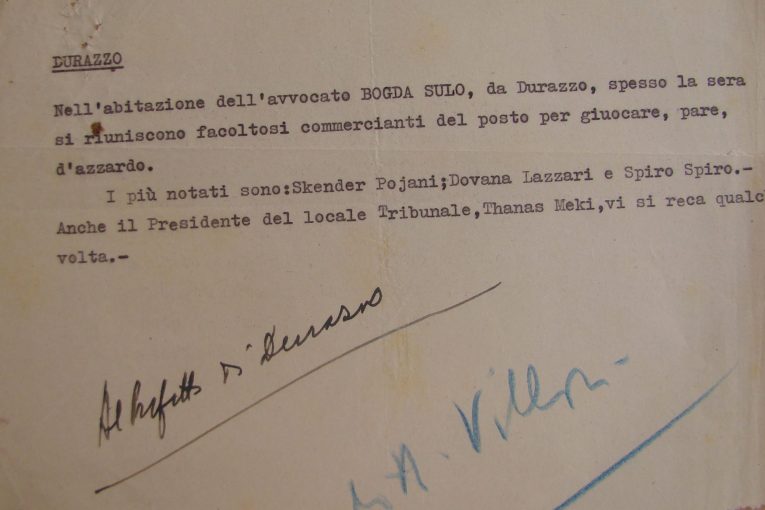 DURAZZO
Nell'abitazione dell'avvocato BOGDA SULO, da Durazzo, spesso la sera
si riuniscono facoltosi commercianti del posto per giuocare, pare,
d'azzardo.
I più notati sono:Skender Pojani;Dovana Lazzari e Spiro Spiro.-
Anche il Presidente del locale Tribunale,Thanas Meki,vi si reca qualch
volta.-
Al Prefetto di Durazzo